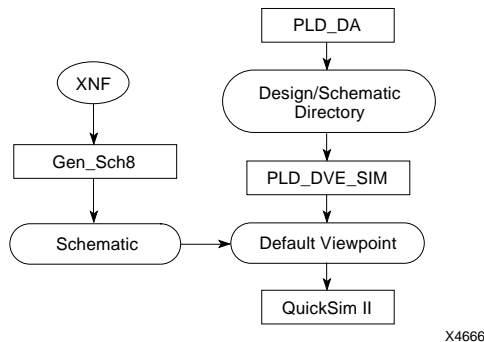 PLD_DA
XNF
Design/Schematic
Directory
Gen_Sch8
PLD_DVE_SIM
Schematic
Default Viewpoint
QuickSim II
X4666